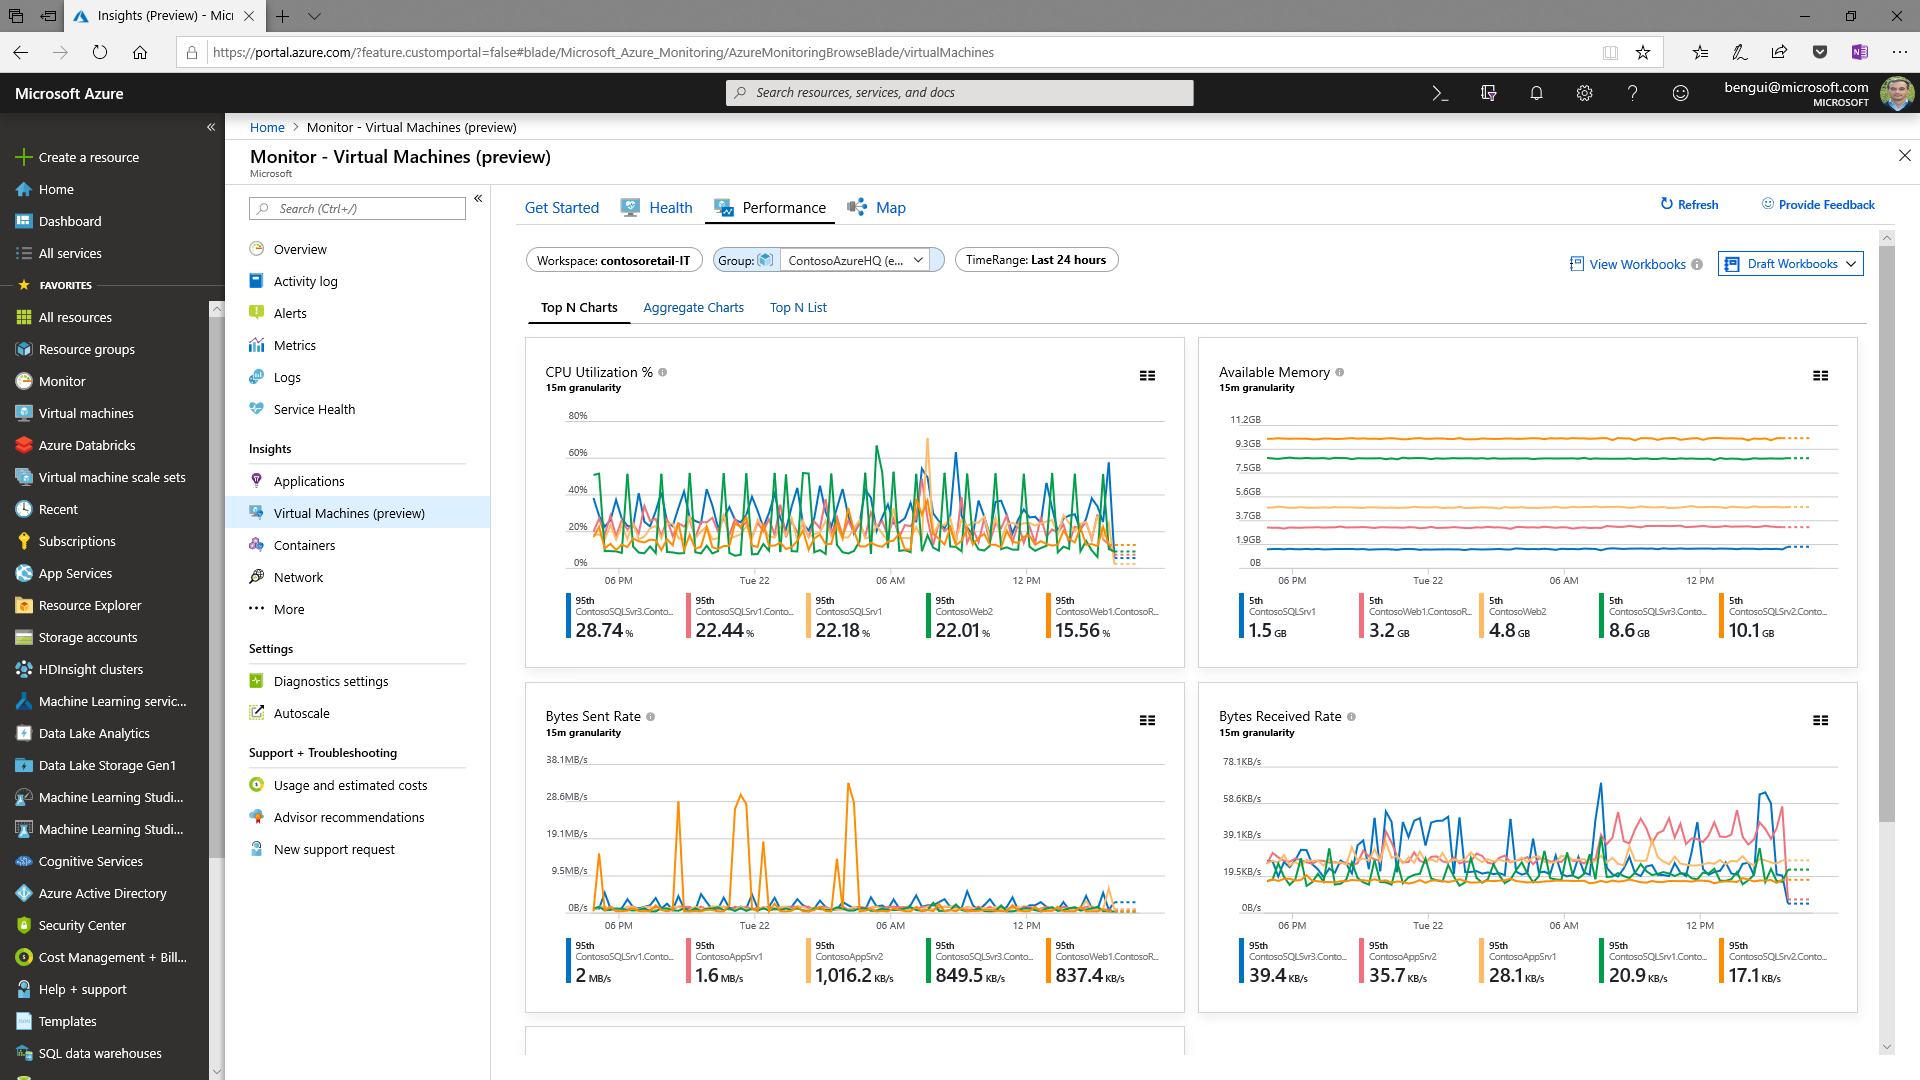 Insights (Preview) - Mic
https://portal.azure.com/?feature.customportal=false#blade/Microsoft_Azure_Monitoring/AzureMonitoringBrowseBlade/virtualMachines
Microsoft Azure
Search resources, services, and docs
bengui@microsoft.com
MICROSOFT
Create a resource
Home
Dashboard
All services
FAVORITES
All resources
Resource groups
Monitor
Virtual machines
Azure Databricks
Virtual machine scale sets
Recent
Subscriptions
App Services
Resource Explorer
Storage accounts
HDInsight clusters
Machine Learning servic...
Data Lake Analytics
Data Lake Storage Gen1
Machine Learning Studi...
Machine Learning Studi...
Cognitive Services
Azure Active Directory
Security Center
Cost Management + Bill...
Help + support
Templates
SQL data warehouses
Home > Monitor - Virtual Machines (preview)
Monitor - Virtual Machines (preview)
Microsoft
Search (Ctrl+/)
Overview
Activity log
Alerts
Metrics
Logs
Service Health
Insights
Applications
Virtual Machines (preview)
Containers
Network
More
Settings
Diagnostics settings
Autoscale
Support + Troubleshooting
Usage and estimated costs
Advisor recommendations
New support request
Get Started Health Performance Map
Refresh Provide Feedback
Workspace: contosoretail-IT Group: ContosoAzureHQ (e... TimeRange: Last 24 hours
View Workbooks Draft Workbooks
Top N Charts Aggregate Charts Top N List
CPU Utilization %
15m granularity
80%
60%
40%
20%
0%
06 PM Tue 22 06 AM 12 PM
95th 95th 95th 95th 95th
ContosoSQLSvr3.Conto... ContosoSQLSrv1.Conto... ContosoSQLSrv1 ContosoWeb2 ContosoWeb1.ContosoR...
28.74 % 22.44 % 22.18 % 22.01 % 15.56 %
Available Memory
15m granularity
11.2GB
9.3GB
7.5GB
5.6GB
3.7GB
1.9GB
0B
06 PM Tue 22 06 AM 12 PM
5th 5th 5th 5th 5th
ContosoSQLSrv1 ContosoWeb1.ContosoR... ContosoWeb2 ContosoSQLSvr3.Conto... ContosoSQLSrv2.Conto...
1.5 GB 3.2 GB 4.8 GB 8.6 GB 10.1 GB
Bytes Sent Rate
15m granularity
38.1MB/s
28.6MB/s
19.1MB/s
9.5MB/s
0B/s
06 PM Tue 22 06 AM 12 PM
95th 95th 95th 95th 95th
ContosoSQLSrv1.Conto... ContosoAppSrv1 ContosoAppSrv2 ContosoSQLSvr3.Conto... ContosoWeb1.ContosoR...
2 MB/s 1.6 MB/s 1,016.2 KB/s 849.5 KB/s 837.4 KB/s
Bytes Received Rate
15m granularity
78.1KB/s
58.6KB/s
39.1KB/s
19.5KB/s
0B/s
06 PM Tue 22 06 AM 12 PM
95th 95th 95th 95th 95th
ContosoSQLSvr3.Conto... ContosoAppSrv2 ContosoAppSrv1 ContosoSQLSrv1.Conto... ContosoSQLSrv2.Conto...
39.4 KB/s 35.7 KB/s 28.1 KB/s 20.9 KB/s 17.1 KB/s